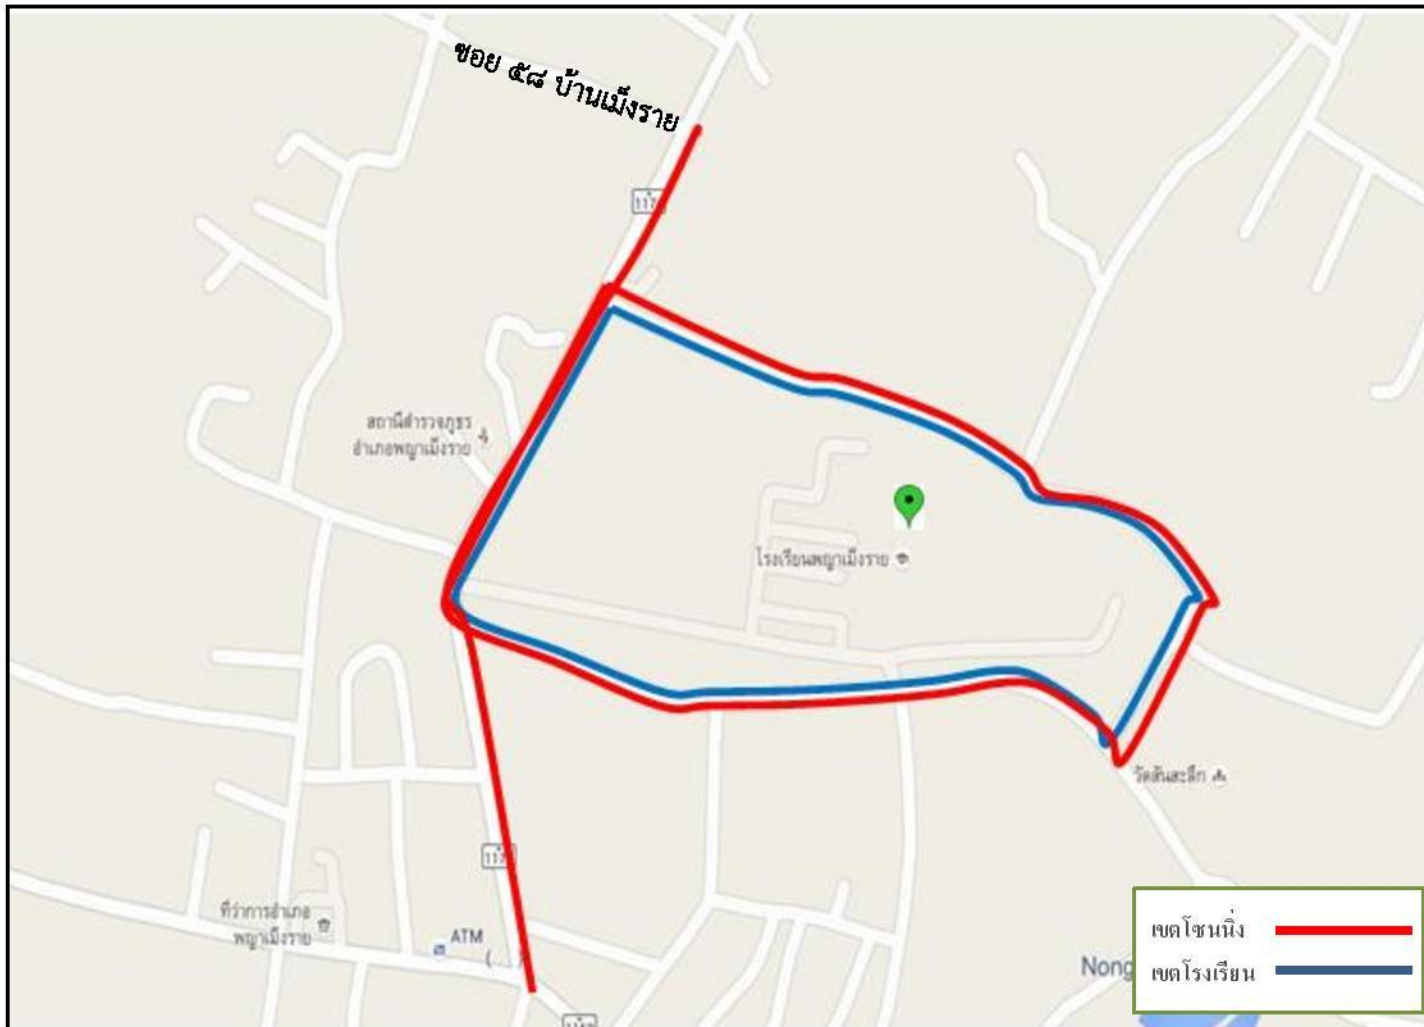 ซอย ๕๘ บ้านเม็งราย
สถานีตำรวจภูธร
อำเภอพญาเม็งราย
โรงเรียนพญาเม็งราย
วัดสันสะลีก
ที่ว่าการอำเภอ
พญาเม็งราย
ATM
(
Nong
เขตโซนนิ่ง
เขตโรงเรียน